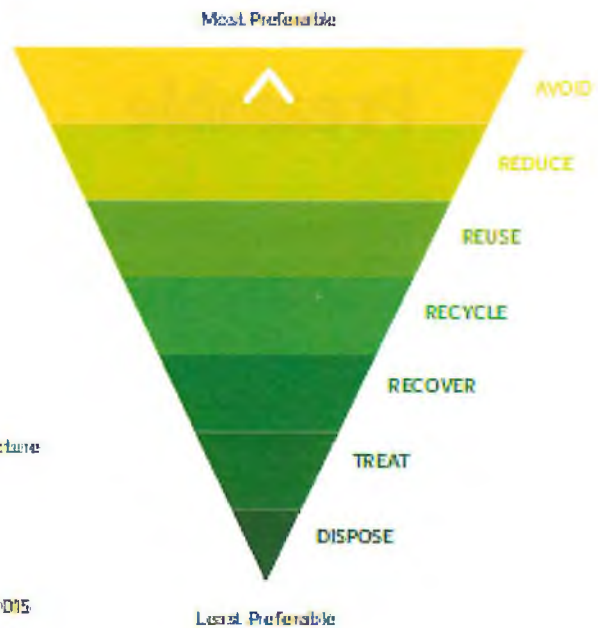 Most Preferable
AVOID
REDUCE
REUSE
RECYCLE
RECOVER
TREAT
DISPOSE
Least Preferable